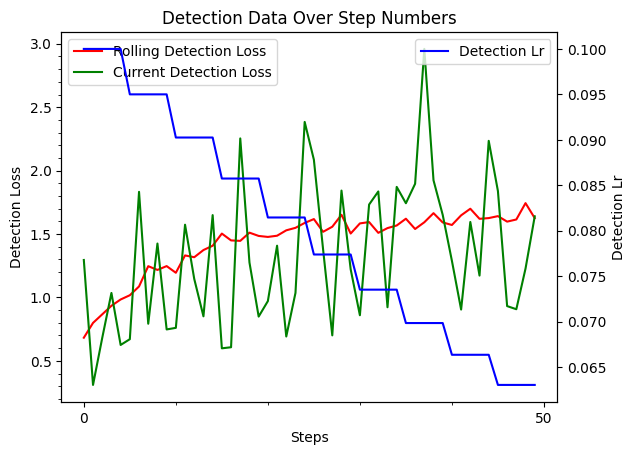 Detection Data Over Step Numbers
Rolling Detection Loss
Current Detection Loss
Detection Lr
3.0
2.5
2.0
1.5
1.0
0.5
Detection Loss
0.100
0.095
0.090
0.085
0.080
0.075
0.070
0.065
Detection Lr
0
50
Steps